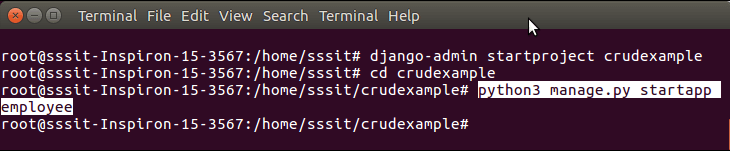 Terminal File Edit View Search Terminal Help
root@sssit-Inspiron-15-3567:/home/sssit# django-admin startproject crudexample
root@sssit-Inspiron-15-3567:/home/sssit# cd crudexample
root@sssit-Inspiron-15-3567:/home/sssit/crudexample# python3 manage.py startapp
employee
root@sssit-Inspiron-15-3567:/home/sssit/crudexample#